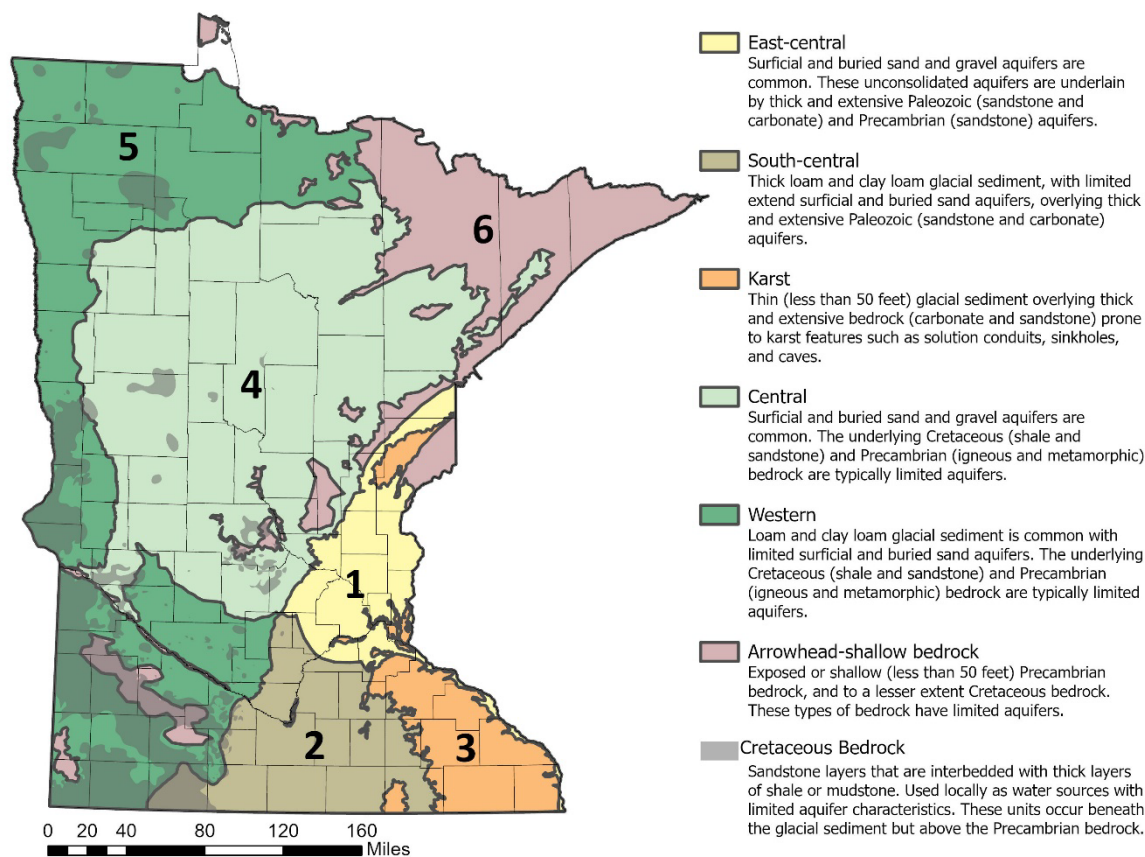 5
6
4
1
2
3
0 20 40 80 120 160
Miles
East-central
Surficial and buried sand and gravel aquifers are
common. These unconsolidated aquifers are underlain
by thick and extensive Paleozoic (sandstone and
carbonate) and Precambrian (sandstone) aquifers.
South-central
Thick loam and clay loam glacial sediment, with limited
extend surficial and buried sand aquifers, overlying thick
and extensive Paleozoic (sandstone and carbonate)
aquifers.
Karst
Thin (less than 50 feet) glacial sediment overlying thick
and extensive bedrock (carbonate and sandstone) prone
to karst features such as solution conduits, sinkholes,
and caves.
Central
Surficial and buried sand and gravel aquifers are
common. The underlying Cretaceous (shale and
sandstone) and Precambrian (igneous and metamorphic)
bedrock are typically limited aquifers.
Western
Loam and clay loam glacial sediment is common with
limited surficial and buried sand aquifers. The underlying
Cretaceous (shale and sandstone) and Precambrian
(igneous and metamorphic) bedrock are typically limited
aquifers.
Arrowhead-shallow bedrock
Exposed or shallow (less than 50 feet) Precambrian
bedrock, and to a lesser extent Cretaceous bedrock.
These types of bedrock have limited aquifers.
Cretaceous Bedrock
Sandstone layers that are interbedded with thick layers
of shale or mudstone. Used locally as water sources with
limited aquifer characteristics. These units occur beneath
the glacial sediment but above the Precambrian bedrock.